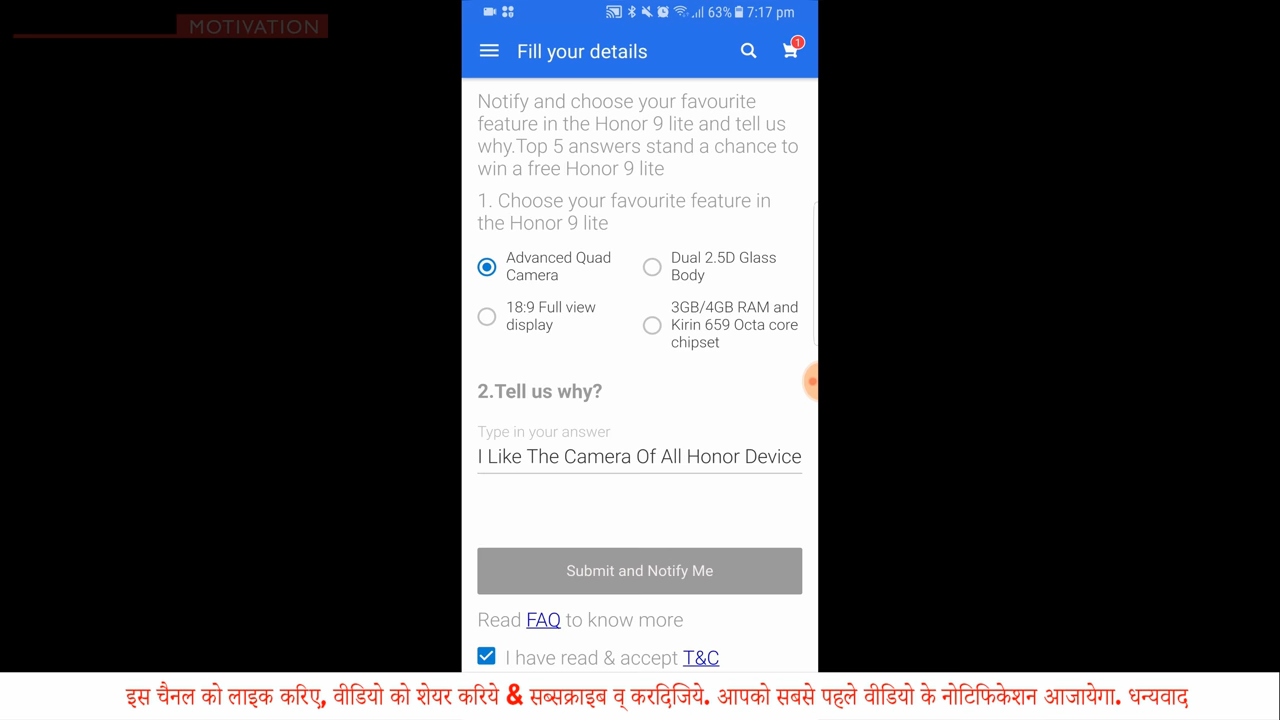 MOTIVATION
63% 7:17 pm
Fill your details
1
Notify and choose your favourite
feature in the Honor 9 lite and tell us
why.Top 5 answers stand a chance to
win a free Honor 9 lite
1. Choose your favourite feature in
the Honor 9 lite
Advanced Quad
Camera
Dual 2.5D Glass
Body
18:9 Full view
display
3GB/4GB RAM and
Kirin 659 Octa core
chipset
2.Tell us why?
Type in your answer
I Like The Camera Of All Honor Device
Submit and Notify Me
Read FAQ to know more
I have read & accept T&C
इस चैनल को लाइक करिए, वीडियो को शेयर करिये & सब्सक्राइब व् करदिजिये. आपको सबसे पहले वीडियो के नोटिफिकेशन आजायेगा. धन्यवाद